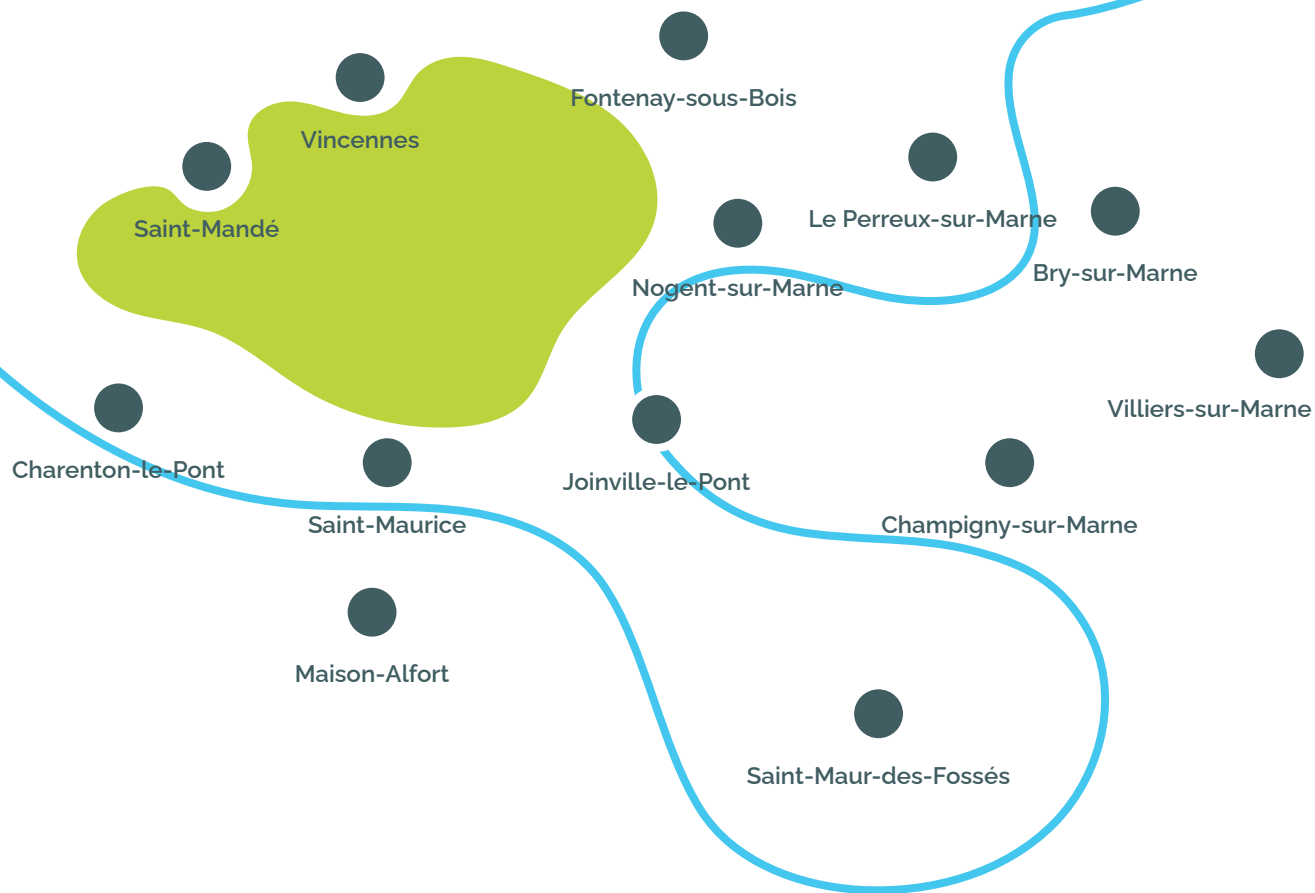 Fontenay-sous-Bois
Vincennes
Le Perreux-sur-Marne
Saint-Mandé
Bry-sur-Marne
Nogent-sur-Marne
Villiers-sur-Marne
Charenton-le-Pont
Joinville-le-Pont
Saint-Maurice
Champigny-sur-Marne
Maison-Alfort
Saint-Maur-des-Fossés